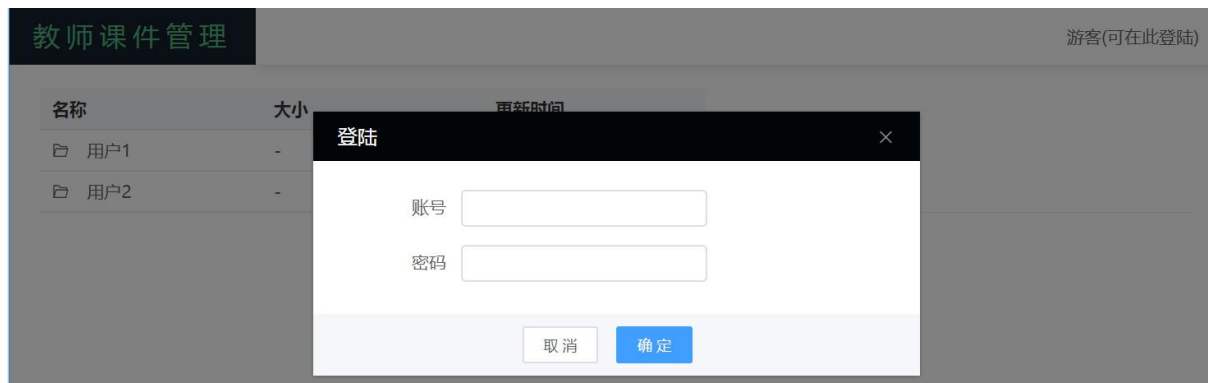 教师课件管理
游客(可在此登陆)
名称 大小 更新时间
用户1 -
用户2 -
登陆
账号
密码
取消 确定